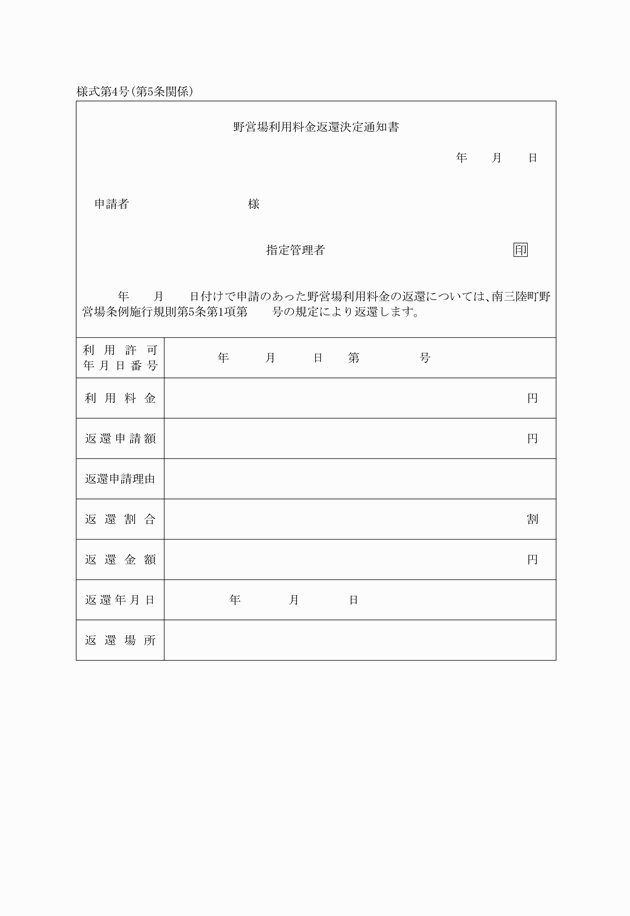 様式第4号(第5条関係)
野営場利用料金返還決定通知書
年　　月　　日
申請者　　　　　　　　　　様
指定管理者　　　　　　　　　　　　　　　　印
年　　月　　日付けで申請のあった野営場利用料金の返還については、南三陸町野
営場条例施行規則第5条第1項第　　号の規定により返還します。
利用許可
年月日番号
年　　　月　　　日　　第　　　　　号
利用料金　　　　円
返還申請額　　　　円
返還申請理由
返還割合　　　　割
返還金額　　　　円
返還年月日　　　　年　　　　月　　　　日
返還場所